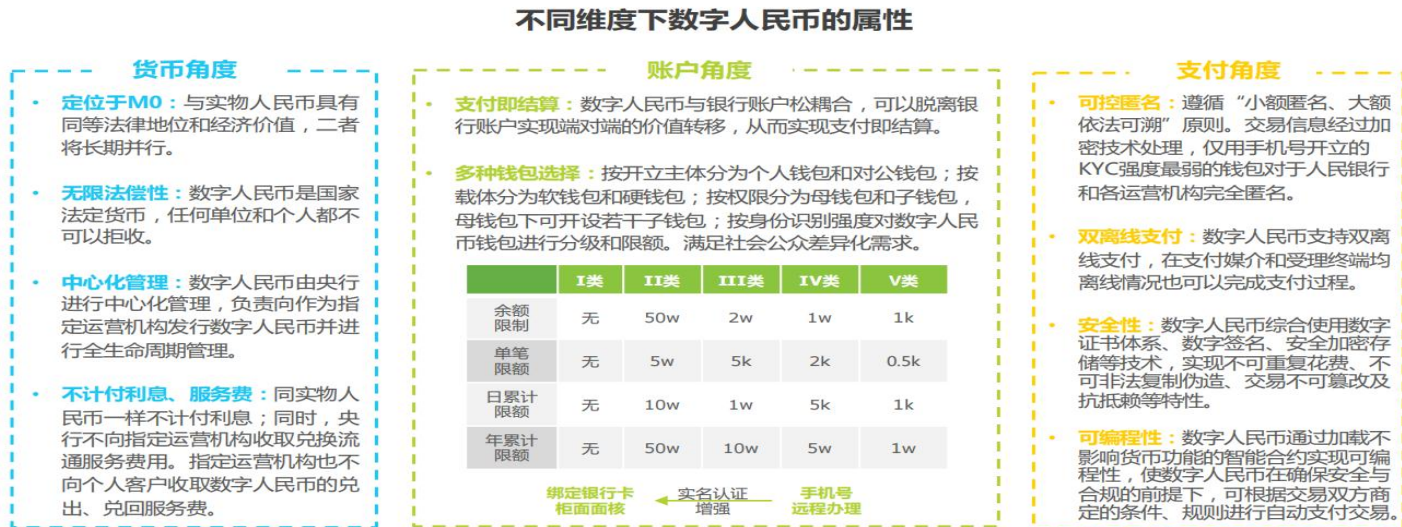 不同维度下数字人民币的属性
货币角度
• 定位于M0：与实物人民币具有
同等法律地位和经济价值，二者
将长期并行。
• 无限法偿性：数字人民币是国家
法定货币，任何单位和个人都不
可以拒收。
• 中心化管理：数字人民币由央行
进行中心化管理，负责向作为指
定运营机构发行数字人民币并进
行全生命周期管理。
• 不计付利息、服务费：同实物人
民币一样不计付利息；同时，央
行不向指定运营机构收取兑换流
通服务费用。指定运营机构也不
向个人客户收取数字人民币的兑
出、兑回服务费。
账户角度
• 支付即结算：数字人民币与银行账户松耦合，可以脱离银
行账户实现端对端的价值转移，从而实现支付即结算。
• 多种钱包选择：按开立主体分为个人钱包和对公钱包；按
载体分为软钱包和硬钱包；按权限分为母钱包和子钱包，
母钱包下可开设若干子钱包；按身份识别强度对数字人民
币钱包进行分级和限额。满足社会公众差异化需求。
I类 II类 III类 IV类 V类
余额
限制 无 50w 2w 1w 1k
单笔
限额 无 5w 5k 2k 0.5k
日累计
限额 无 10w 1w 5k 1k
年累计
限额 无 50w 10w 5w 1w
绑定银行卡 实名认证 手机号
柜面面核 增强 远程办理
支付角度
• 可控匿名：遵循“小额匿名、大额
依法可溯”原则。交易信息经过加
密技术处理，仅用手机号开立的
KYC强度最弱的钱包对于人民银行
和各运营机构完全匿名。
• 双离线支付：数字人民币支持双离
线支付，在支付媒介和受理终端均
离线情况也可以完成支付过程。
• 安全性：数字人民币综合使用数字
证书体系、数字签名、安全加密存
储等技术，实现不可重复花费、不
可非法复制伪造、交易不可篡改及
抗抵赖等特性。
• 可编程性：数字人民币通过加载不
影响货币功能的智能合约实现可编
程性，使数字人民币在确保安全与
合规的前提下，可根据交易双方商
定的条件、规则进行自动支付交易。